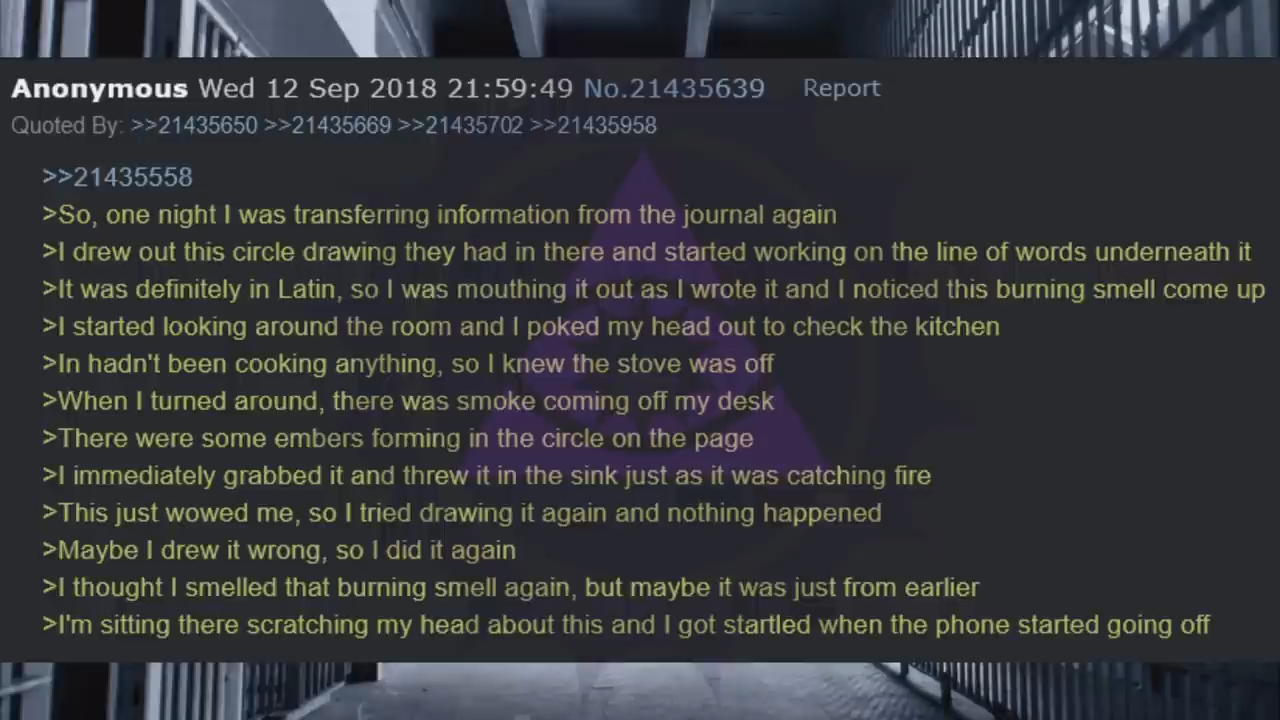 Anonymous Wed 12 Sep 2018 21:59:49 No.21435639 Report
Quoted By: >>21435650 >>21435669 >>21435702 >>21435958
>>21435558
>So, one night I was transferring information from the journal again
>I drew out this circle drawing they had in there and started working on the line of words underneath it
>It was definitely in Latin, so I was mouthing it out as I wrote it and I noticed this burning smell come up
>I started looking around the room and I poked my head out to check the kitchen
>In hadn't been cooking anything, so I knew the stove was off
>When I turned around, there was smoke coming off my desk
>There were some embers forming in the circle on the page
>I immediately grabbed it and threw it in the sink just as it was catching fire
>This just wowed me, so I tried drawing it again and nothing happened
>Maybe I drew it wrong, so I did it again
>I thought I smelled that burning smell again, but maybe it was just from earlier
>I'm sitting there scratching my head about this and I got startled when the phone started going off